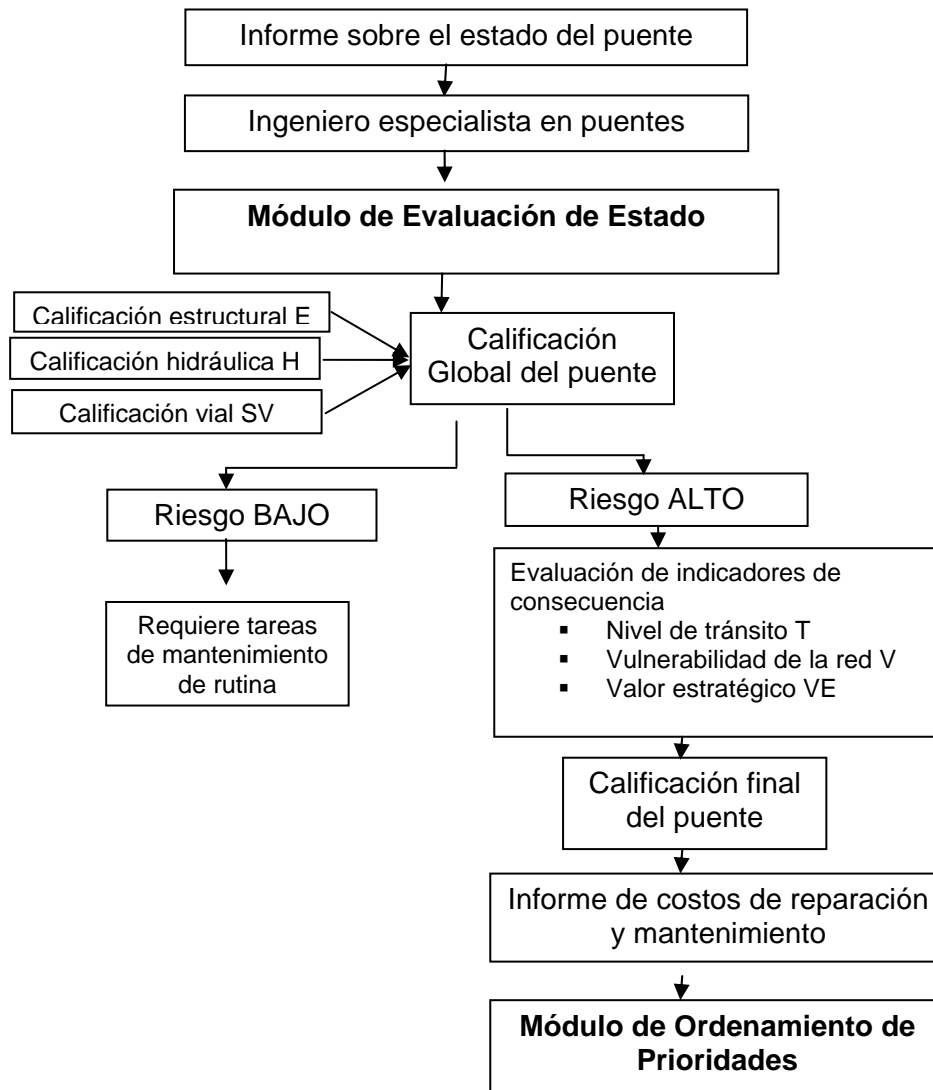 Informe sobre el estado del puente
Ingeniero especialista en puentes
Módulo de Evaluación de Estado
Calificación estructural E
Calificación hidráulica H
Calificación vial SV
Calificación
Global del puente
Riesgo BAJO
Riesgo ALTO
Requiere tareas
de mantenimiento
de rutina
Evaluación de indicadores de
consecuencia
▪ Nivel de tránsito T
▪ Vulnerabilidad de la red V
▪ Valor estratégico VE
Calificación final
del puente
Informe de costos de reparación
y mantenimiento
Módulo de Ordenamiento de
Prioridades